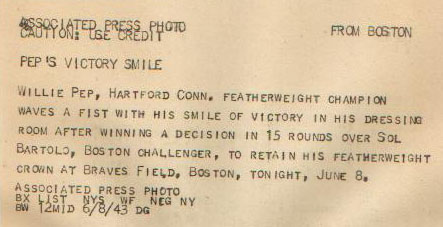 ASSOCIATED PRESS PHOTO
CAUTION: USE CREDIT FROM BOSTON
PEP'S VICTORY SMILE
WILLIE PEP, HARTFORD CONN. FEATHERWEIGHT CHAMPION
WAVES A FIST WITH HIS SMILE OF VICTORY IN HIS DRESSING
ROOM AFTER WINNING A DECISION IN 15 ROUNDS OVER SOL
BARTOLO, BOSTON CHALLENGER, TO RETAIN HIS FEATHERWEIGHT
CROWN AT BRAVES FIELD, BOSTON, TONIGHT, JUNE 8.
ASSOCIATED PRESS PHOTO
BX LIST NYS WF NEG NY
BW 12MID 6/8/43 DG